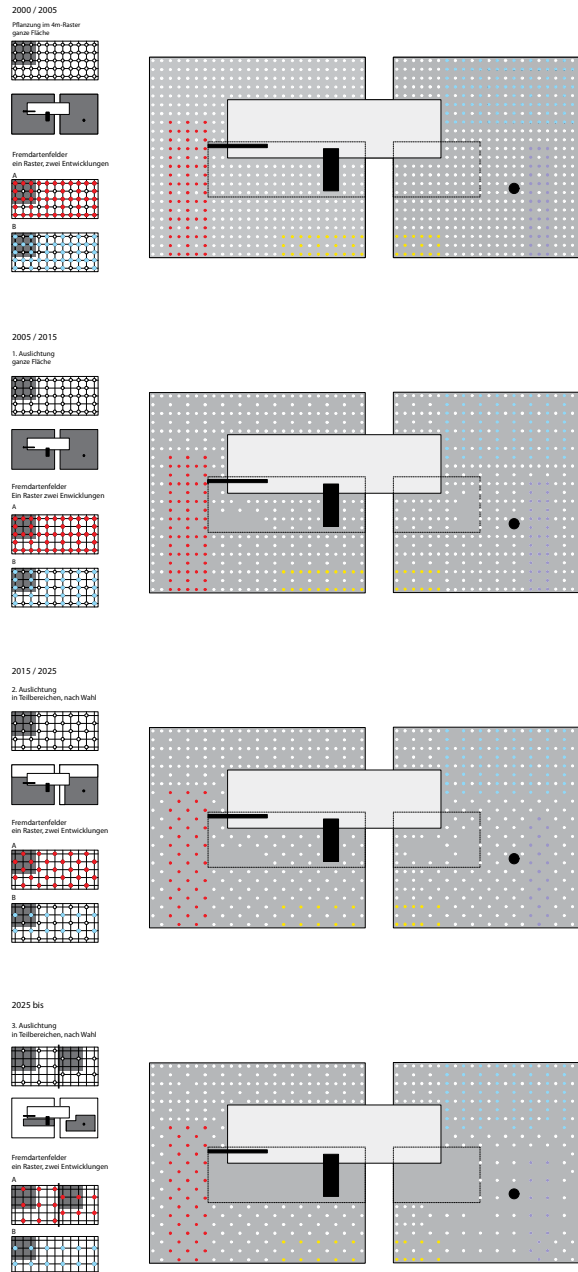 2000 / 2005
Pflanzung im 4m-Raster
ganze Fläche
Fremdartenfelder
ein Raster, zwei Entwicklungen
A
B
2005 / 2015
1. Auslichtung
ganze Fläche
Fremdartenfelder
Ein Raster zwei Enwicklungen
A
B
2015 / 2025
2. Auslichtung
in Teilbereichen, nach Wahl
Fremdartenfelder
ein Raster, zwei Entwicklungen
A
B
2025 bis
3. Auslichtung
in Teilbereichen, nach Wahl
Fremdartenfelder
ein Raster, zwei Entwicklungen
A
B